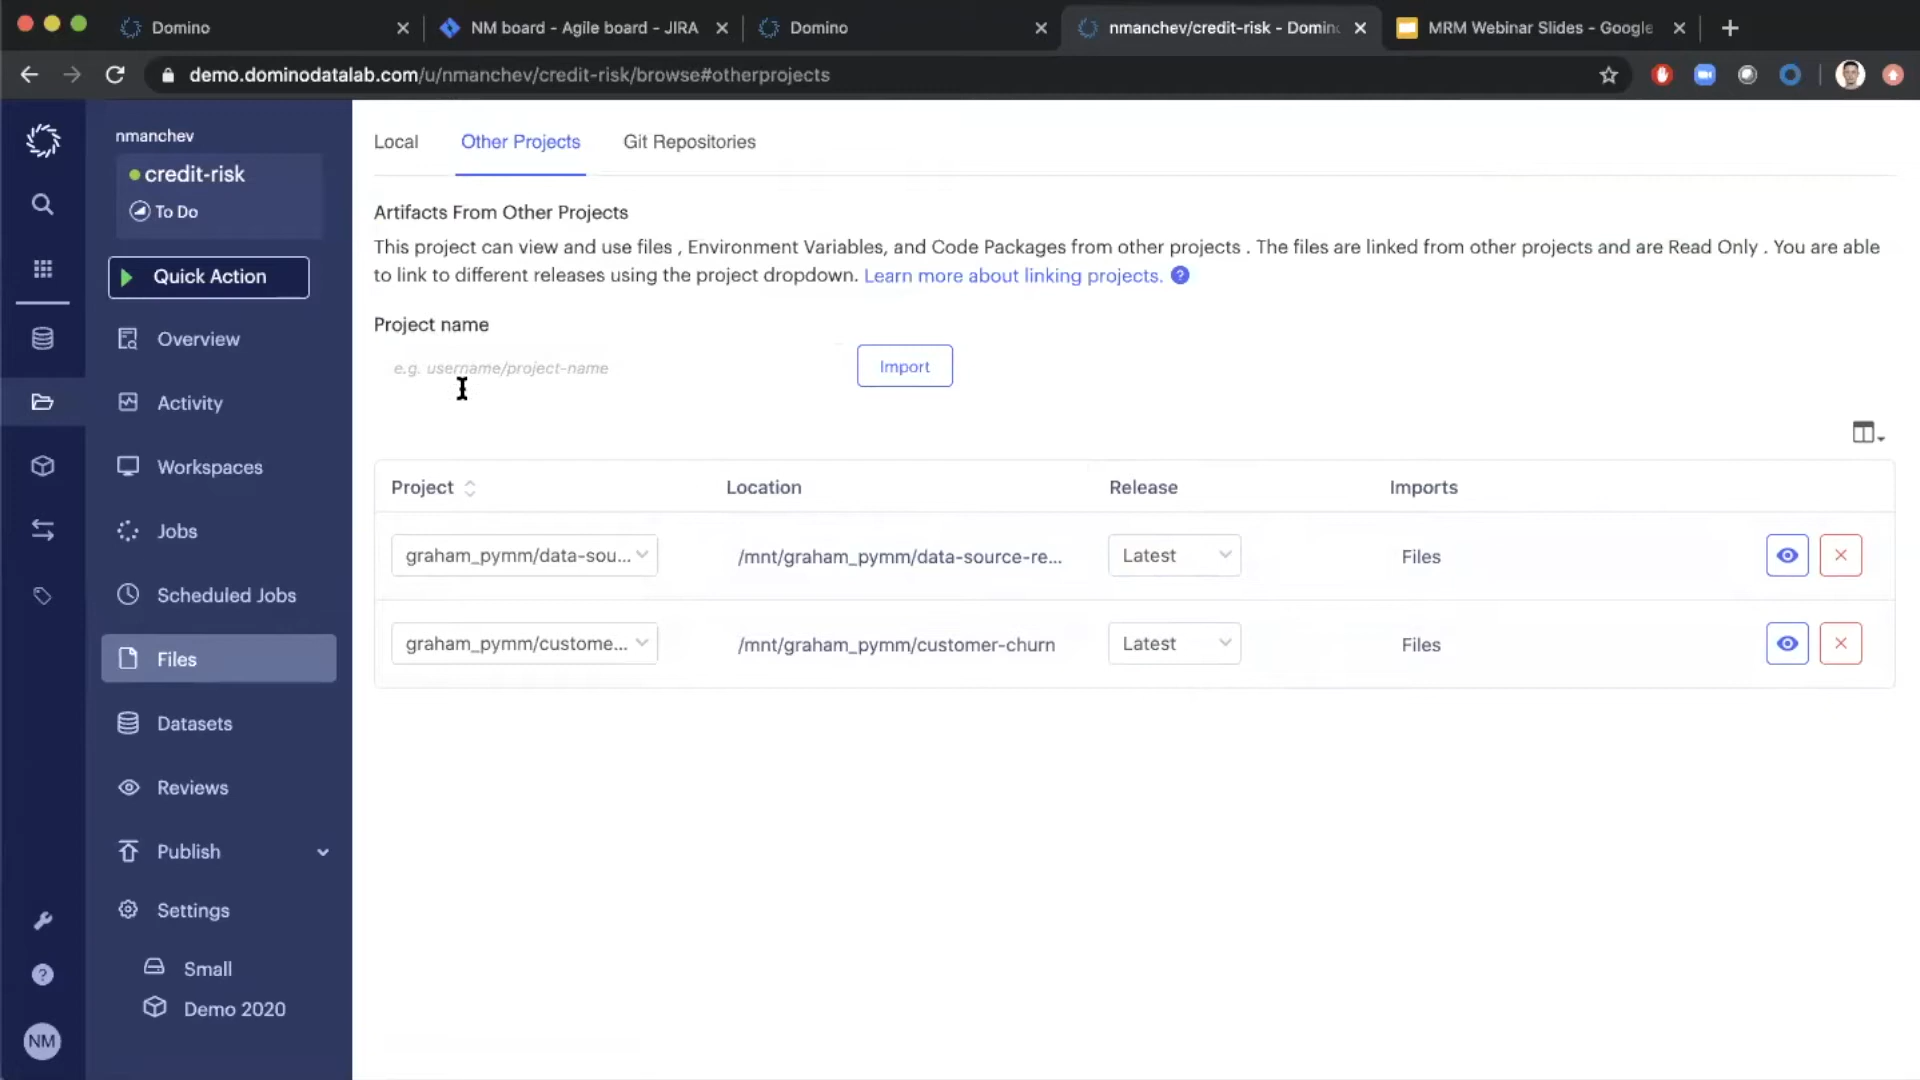 Domino
NM board - Agile board - JIRA
Domino
nmanchev/credit-risk - Domin
MRM Webinar Slides - Google
demo.dominodatalab.com/u/nmanchev/credit-risk/browse#otherprojects
nmanchev
credit-risk
To Do
Quick Action
Overview
Activity
Workspaces
Jobs
Scheduled Jobs
Files
Datasets
Reviews
Publish
Settings
Small
Demo 2020
NM
Local
Other Projects
Git Repositories
Artifacts From Other Projects
This project can view and use files , Environment Variables, and Code Packages from other projects . The files are linked from other projects and are Read Only . You are able
to link to different releases using the project dropdown. Learn more about linking projects. ?
Project name
e.g. username/project-name
Import
Project Location Release Imports
graham_pymm/data-sou... /mnt/graham_pymm/data-source-re... Latest Files
graham_pymm/custome... /mnt/graham_pymm/customer-churn Latest Files